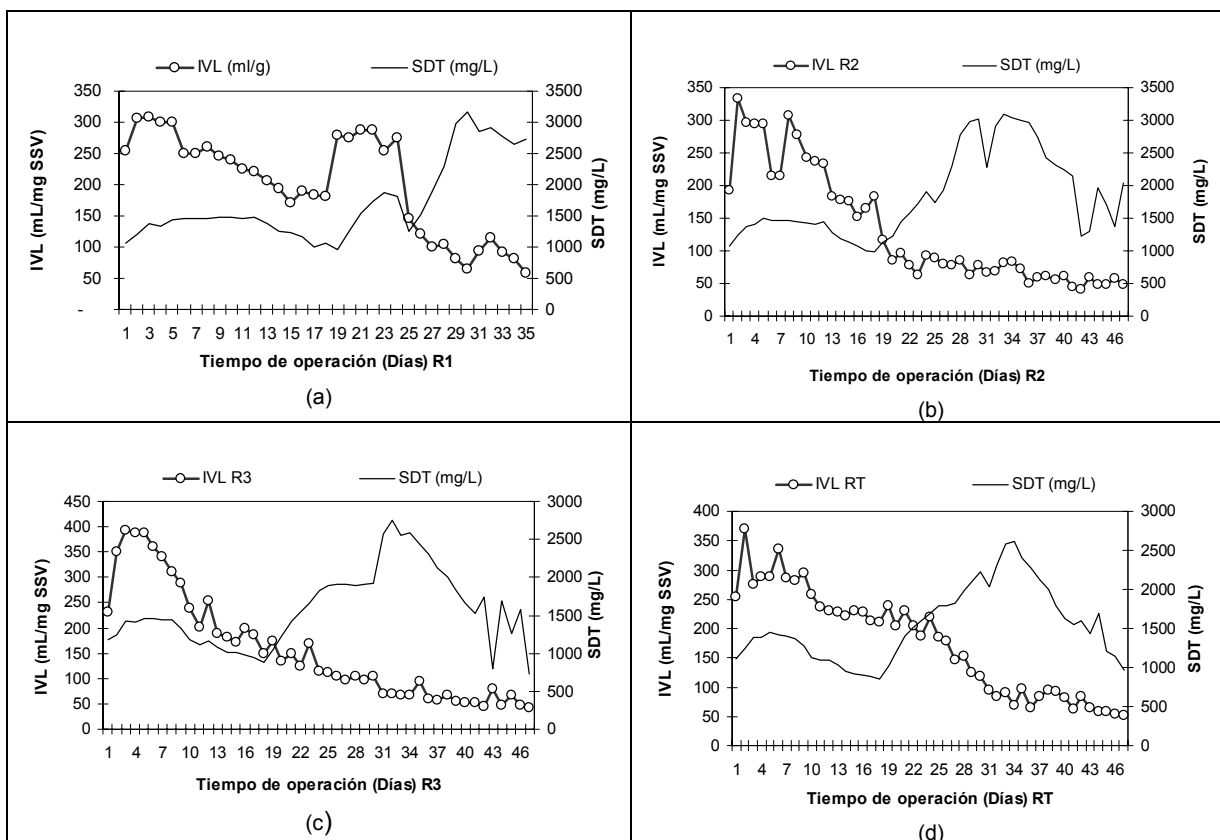 IVL (ml/g) SDT (mg/L)
350 300 250 200 150 100 50 -
IVL (mL/mg SSV)
3500 3000 2500 2000 1500 1000 500 0
SDT (mg/L)
1 3 5 7 9 11 13 15 17 19 21 23 25 27 29 31 33 35
Tiempo de operación (Días) R1
(a)
IVL R2 SDT (mg/L)
350 300 250 200 150 100 50 0
IVL (mL/mg SSV)
3500 3000 2500 2000 1500 1000 500 0
SDT (mg/L)
1 4 7 10 13 16 19 22 25 28 31 34 37 40 43 46
Tiempo de operación (Días) R2
(b)
IVL R3 SDT (mg/L)
450 400 350 300 250 200 150 100 50 0
IVL (mL/mg SSV)
3000 2500 2000 1500 1000 500 0
SDT (mg/L)
1 4 7 10 13 16 19 22 25 28 31 34 37 40 43 46
Tiempo de operación (Días) R3
(c)
IVL RT SDT (mg/L)
400 350 300 250 200 150 100 50 0
IVL (mL/mg SSV)
3000 2500 2000 1500 1000 500 0
SDT (mg/L)
1 4 7 10 13 16 19 22 25 28 31 34 37 40 43 46
Tiempo de operación (Días) RT
(d)